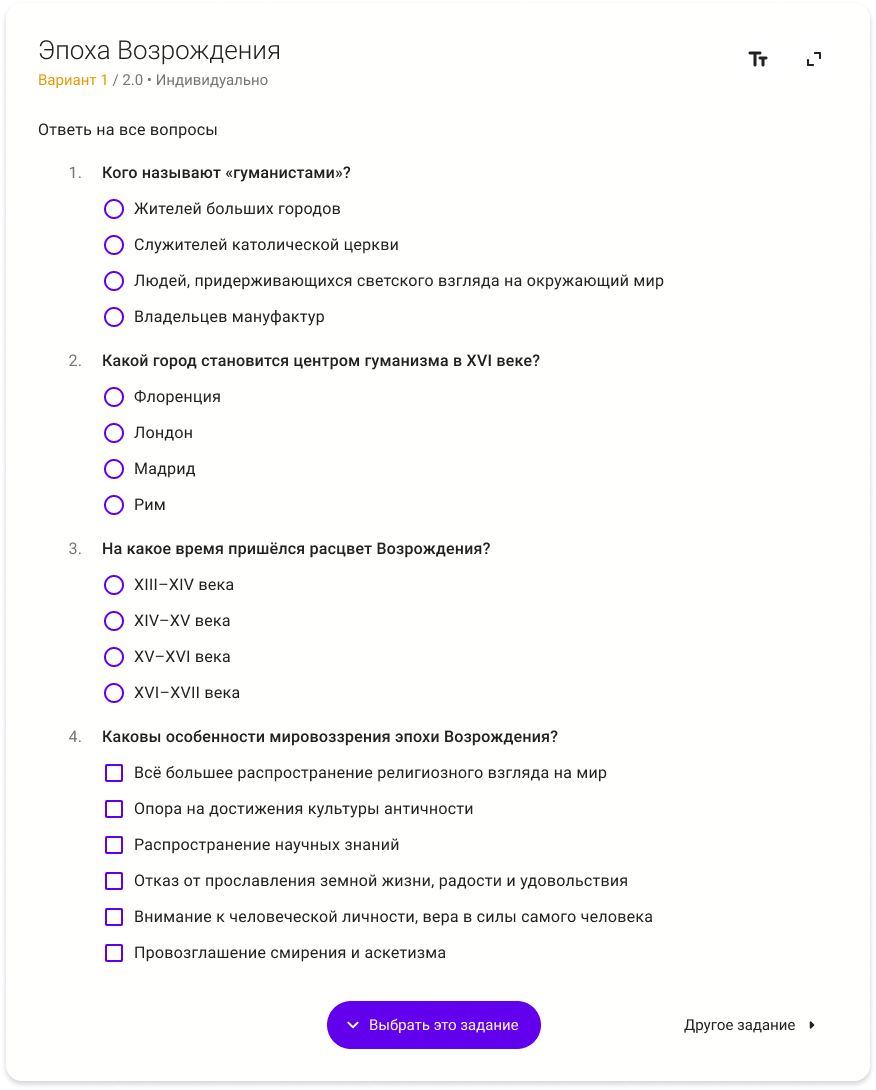 Эпоха Возрождения
Вариант 1 / 2.0 • Индивидуально
Ответь на все вопросы
1. Кого называют «гуманистами»?
Жителей больших городов
Служителей католической церкви
Людей, придерживающихся светского взгляда на окружающий мир
Владельцев мануфактур
2. Какой город становится центром гуманизма в XVI веке?
Флоренция
Лондон
Мадрид
Рим
3. На какое время пришёлся расцвет Возрождения?
XIII–XIV века
XIV–XV века
XV–XVI века
XVI–XVII века
4. Каковы особенности мировоззрения эпохи Возрождения?
Всё большее распространение религиозного взгляда на мир
Опора на достижения культуры античности
Распространение научных знаний
Отказ от прославления земной жизни, радости и удовольствия
Внимание к человеческой личности, вера в силы самого человека
Провозглашение смирения и аскетизма
Выбрать это задание
Другое задание